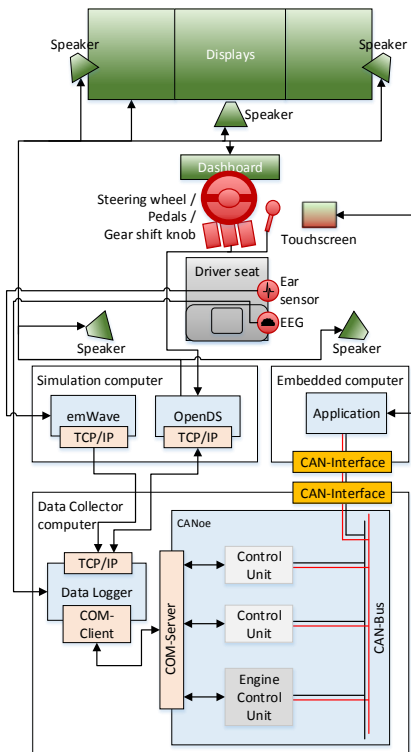 Speaker
Displays
Speaker
Speaker
Dashboard
Steering wheel /
Pedals /
Gear shift knob
Touchscreen
Driver seat
Ear
sensor
EEG
Speaker
Speaker
Simulation computer
Embedded computer
emWave
OpenDS
Application
TCP/IP
TCP/IP
CAN-Interface
CAN-Interface
Data Collector
computer
CANoe
TCP/IP
Data Logger
COM-
Client
COM-Server
Control
Unit
Control
Unit
Engine
Control
Unit
CAN-Bus